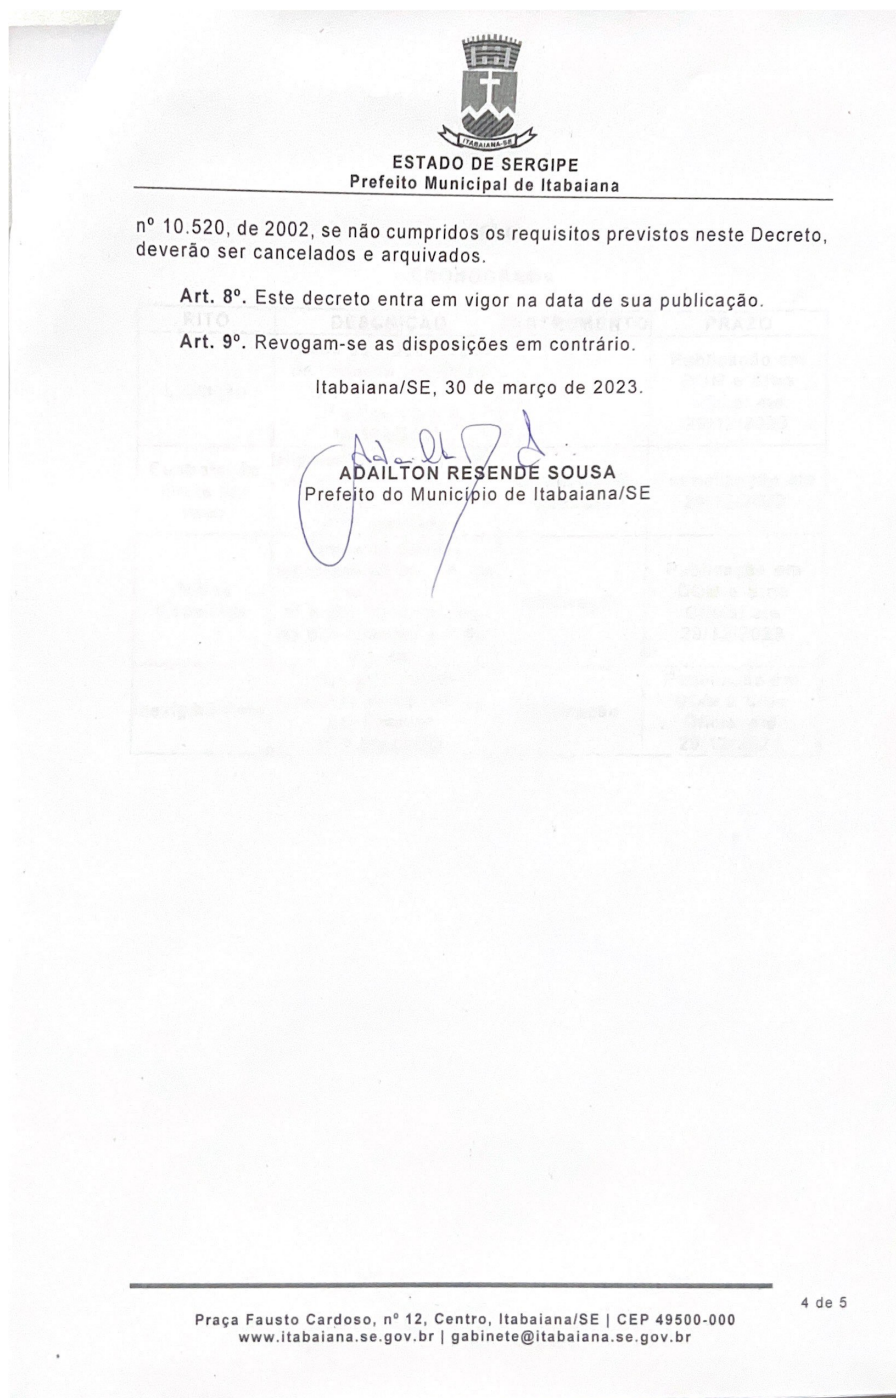 ITABAIANA-SE
ESTADO DE SERGIPE
Prefeito Municipal de Itabaiana
nº 10.520, de 2002, se não cumpridos os requisitos previstos neste Decreto,
deverão ser cancelados e arquivados.
Art. 8º. Este decreto entra em vigor na data de sua publicação.
Art. 9º. Revogam-se as disposições em contrário.
Itabaiana/SE, 30 de março de 2023.
ADAILTON RESENDE SOUSA
Prefeito do Município de Itabaiana/SE
4 de 5
Praça Fausto Cardoso, nº 12, Centro, Itabaiana/SE | CEP 49500-000
www.itabaiana.se.gov.br | gabinete@itabaiana.se.gov.br